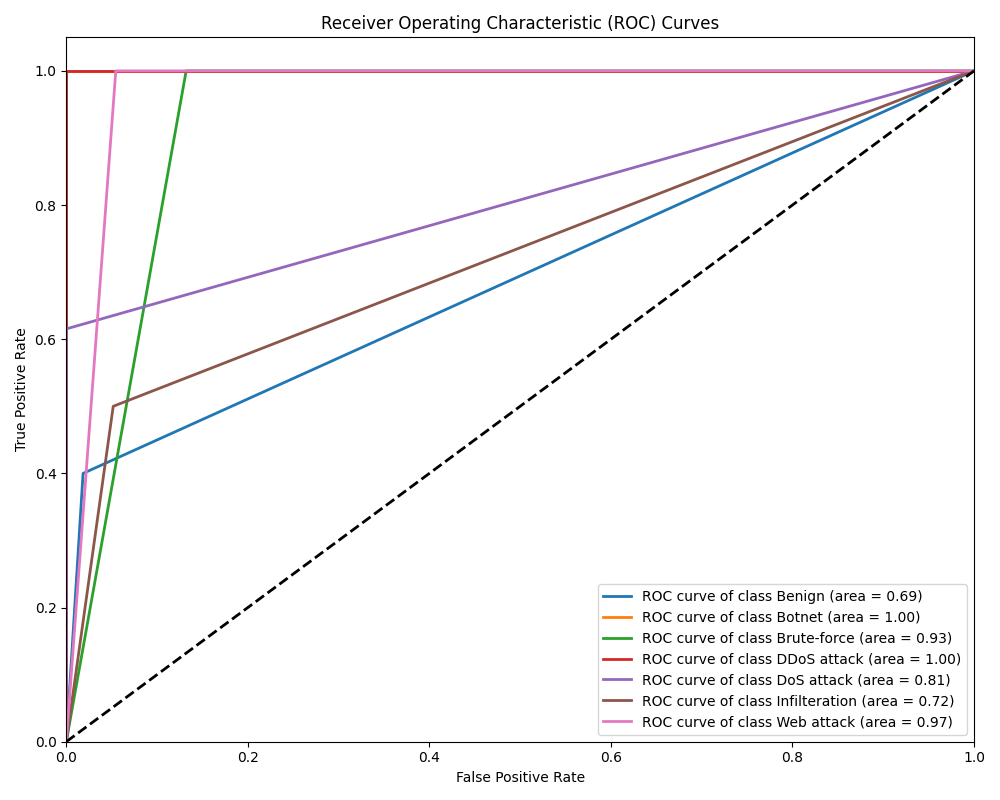 Receiver Operating Characteristic (ROC) Curves
1.0
0.8
0.6
0.4
0.2
0.0
True Positive Rate
0.0 0.2 0.4 0.6 0.8 1.0
False Positive Rate
ROC curve of class Benign (area = 0.69)
ROC curve of class Botnet (area = 1.00)
ROC curve of class Brute-force (area = 0.93)
ROC curve of class DDoS attack (area = 1.00)
ROC curve of class DoS attack (area = 0.81)
ROC curve of class Infilteration (area = 0.72)
ROC curve of class Web attack (area = 0.97)